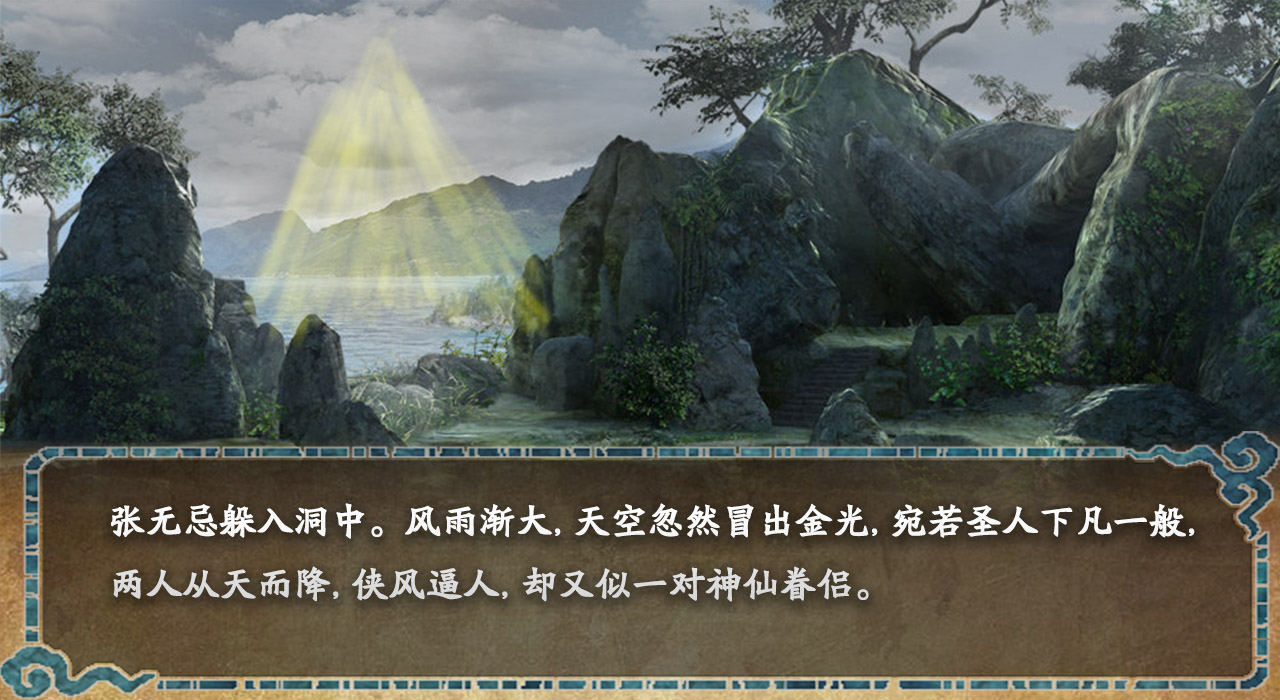 张无忌躲入洞中。风雨渐大,天空忽然冒出金光,宛若圣人下凡一般,
两人从天而降,侠风逼人,却又似一对神仙眷侣。